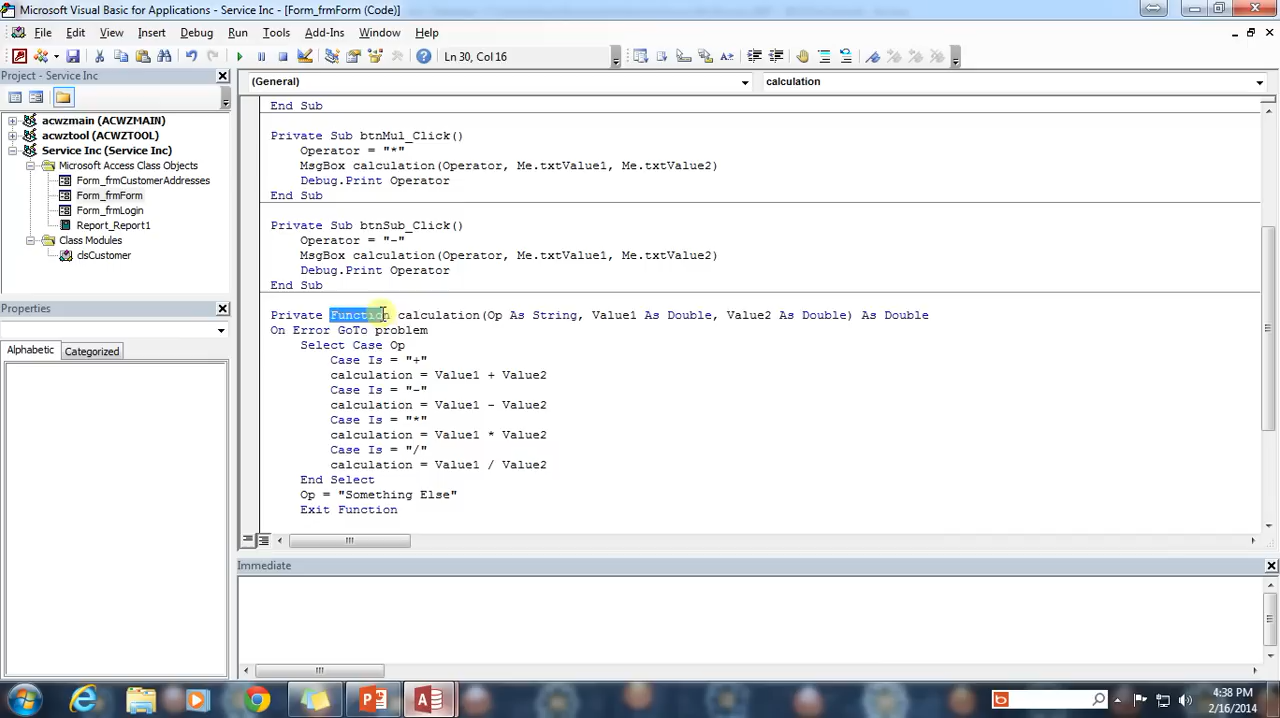 Microsoft Visual Basic for Applications - Service Inc - [Form_frmForm (Code)]
File Edit View Insert Format Debug Run Tools Add-Ins Window Help
Ln 30, Col 16
Project - Service Inc
(General)
calculation
acwzmain (ACWZMAIN)
acwztool (ACWZTOOL)
Service Inc (Service Inc)
Microsoft Access Class Objects
Form_frmCustomerAddresses
Form_frmForm
Form_frmLogin
Report_Report1
Class Modules
clsCustomer
Properties
Alphabetic Categorized
End Sub
Private Sub btnMul_Click()
Operator = "*"
MsgBox calculation(Operator, Me.txtValue1, Me.txtValue2)
Debug.Print Operator
End Sub
Private Sub btnSub_Click()
Operator = "-"
MsgBox calculation(Operator, Me.txtValue1, Me.txtValue2)
Debug.Print Operator
End Sub
Private Function calculation(Op As String, Value1 As Double, Value2 As Double) As Double
On Error GoTo problem
Select Case Op
Case Is = "+"
calculation = Value1 + Value2
Case Is = "-"
calculation = Value1 - Value2
Case Is = "*"
calculation = Value1 * Value2
Case Is = "/"
calculation = Value1 / Value2
End Select
Op = "Something Else"
Exit Function
Immediate
4:38 PM
2/16/2014